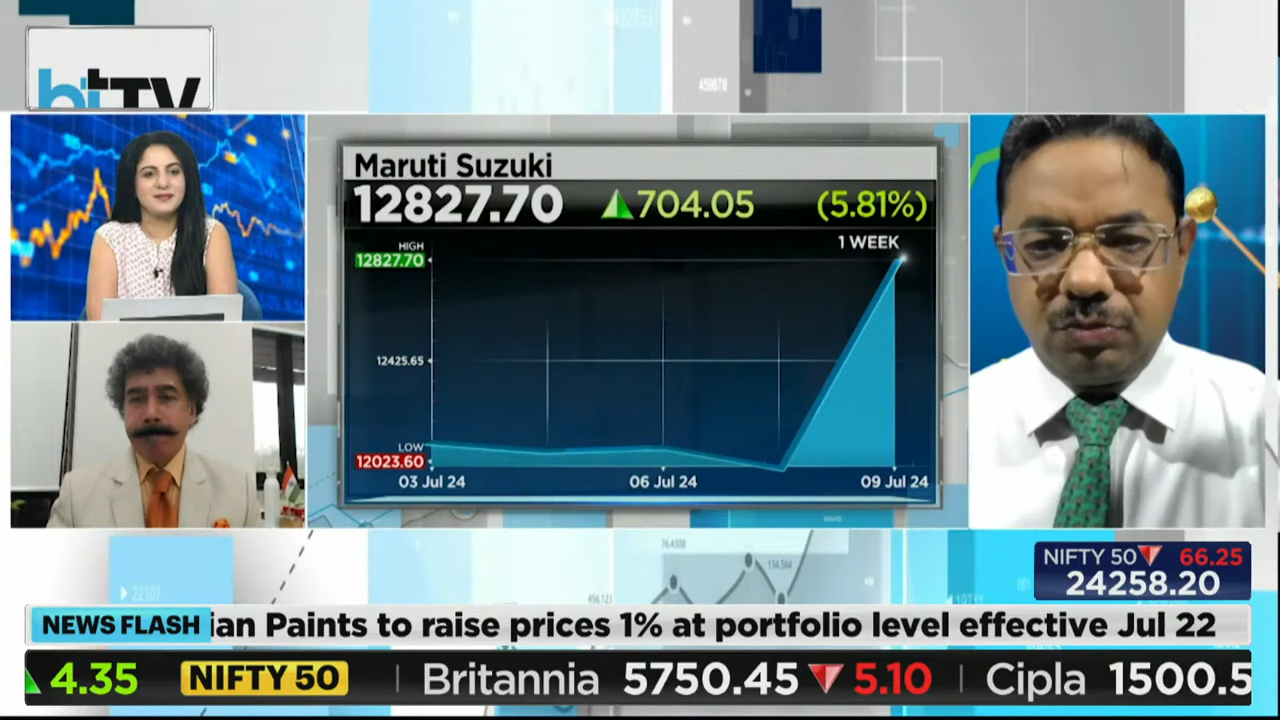 btTV
Maruti Suzuki
12827.70 ▲704.05 (5.81%)
1 WEEK
HIGH
12827.70
12425.65
LOW
12023.60
03 Jul 24 06 Jul 24 09 Jul 24
NIFTY 50 ▼ 66.25
24258.20
NEWS FLASH ian Paints to raise prices 1% at portfolio level effective Jul 22
▲ 4.35 NIFTY 50 | Britannia 5750.45 ▼ 5.10 | Cipla 1500.5